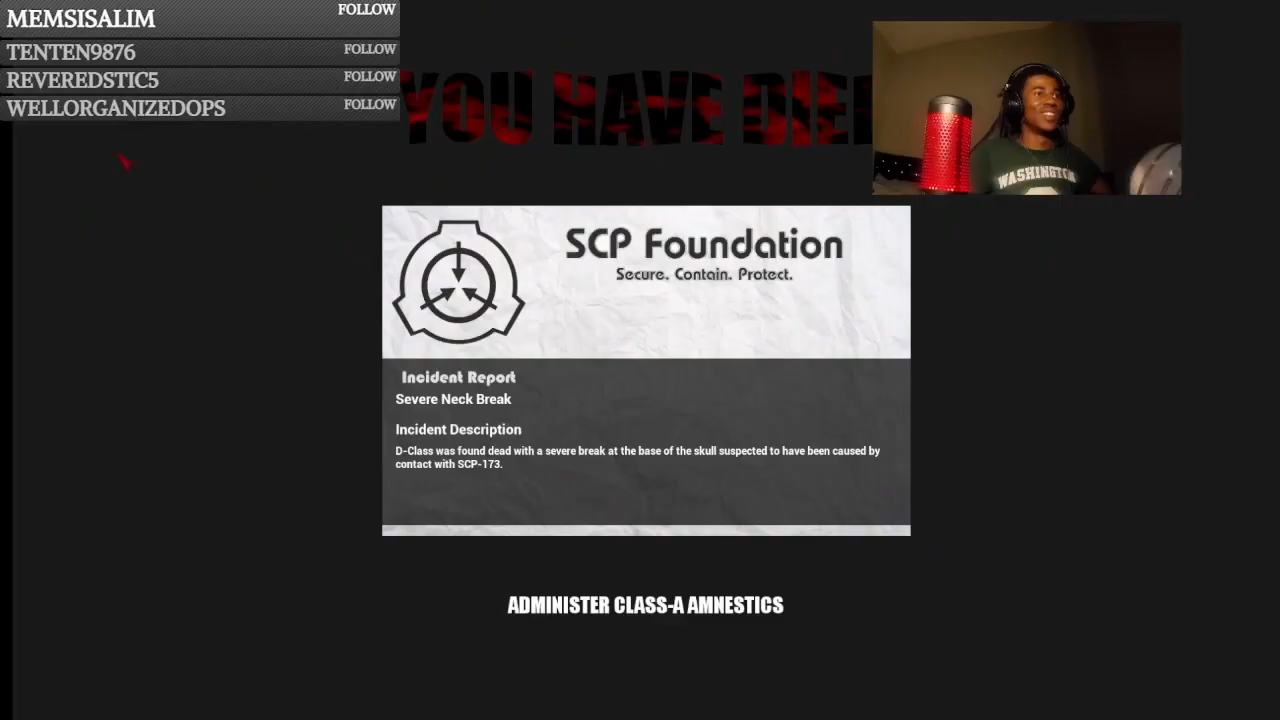 MEMSISALIM FOLLOW
TENTEN9876 FOLLOW
REVEREDSTIC5 FOLLOW
WELLORGANIZEDOPS FOLLOW
YOU HAVE DIE
WASHINGTON
SCP Foundation
Secure. Contain. Protect.
Incident Report
Severe Neck Break
Incident Description
D-Class was found dead with a severe break at the base of the skull suspected to have been caused by
contact with SCP-173.
ADMINISTER CLASS-A AMNESTICS